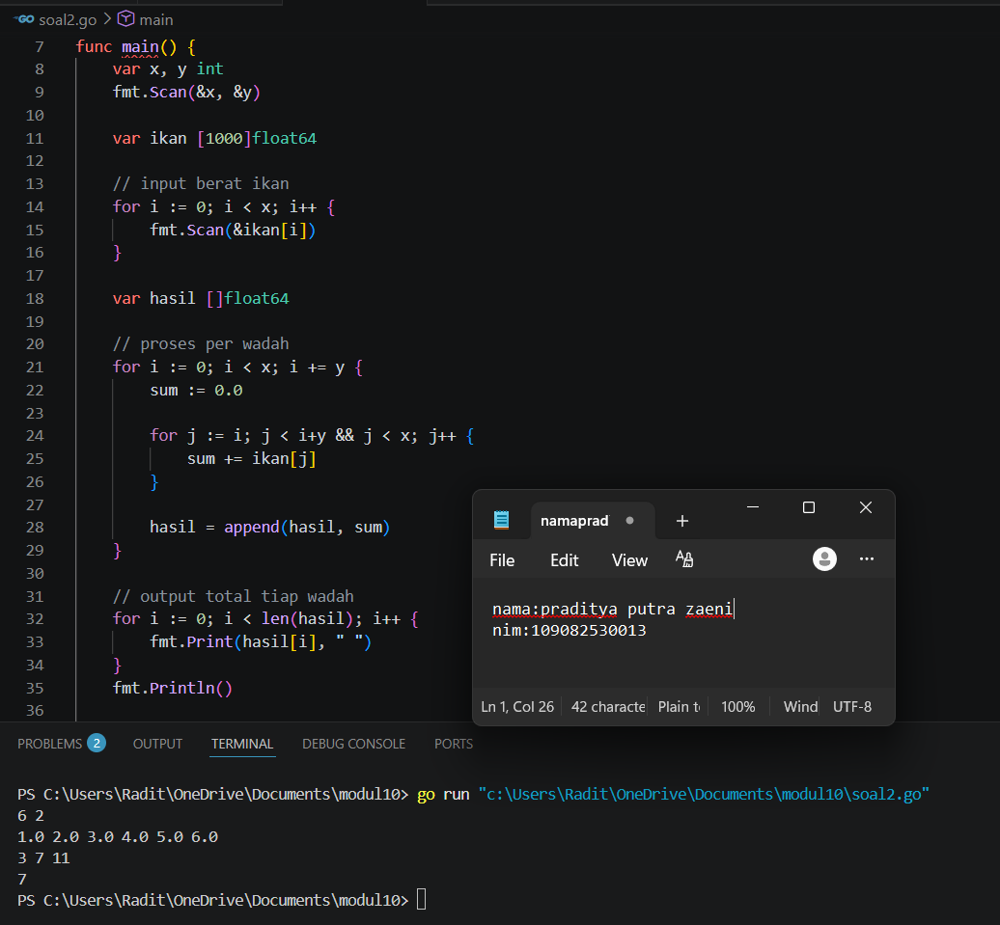 GO soal2.go > main
7 func main() {
8 var x, y int
9 fmt.Scan(&x, &y)
10
11 var ikan [1000]float64
12
13 // input berat ikan
14 for i := 0; i < x; i++ {
15 fmt.Scan(&ikan[i])
16 }
17
18 var hasil []float64
19
20 // proses per wadah
21 for i := 0; i < x; i += y {
22 sum := 0.0
23
24 for j := i; j < i+y && j < x; j++ {
25 sum += ikan[j]
26 }
27
28 hasil = append(hasil, sum)
29 }
30
31 // output total tiap wadah
32 for i := 0; i < len(hasil); i++ {
33 fmt.Print(hasil[i], " ")
34 }
35 fmt.Println()
36
namaprad
File Edit View
nama:praditya putra zaeni
nim:109082530013
Ln 1, Col 26 42 characte Plain t 100% Wind UTF-8
PROBLEMS 2 OUTPUT TERMINAL DEBUG CONSOLE PORTS
PS C:\Users\Radit\OneDrive\Documents\modul10> go run "c:\Users\Radit\OneDrive\Documents\modul10\soal2.go"
6 2
1.0 2.0 3.0 4.0 5.0 6.0
3 7 11
7
PS C:\Users\Radit\OneDrive\Documents\modul10>